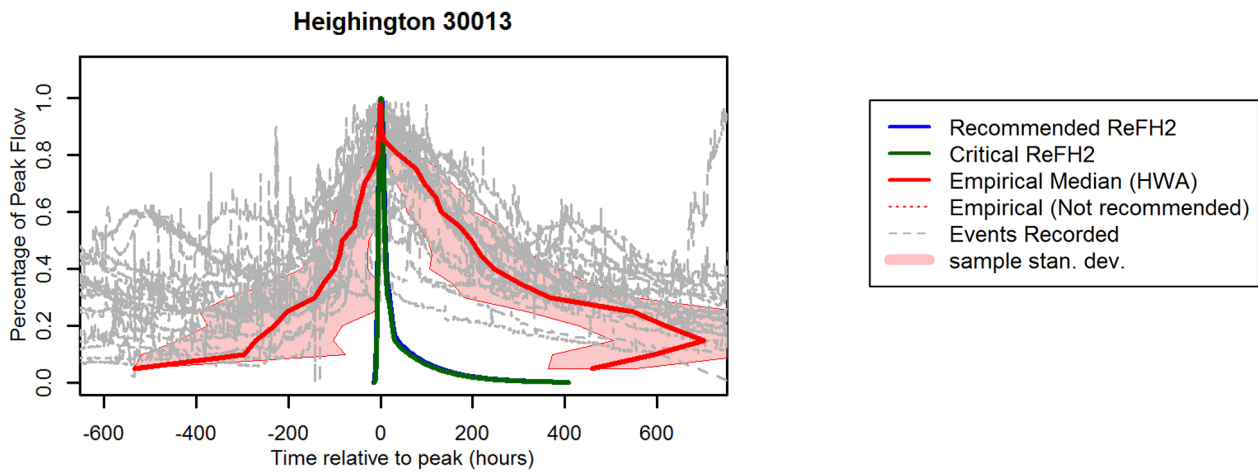 Heighington 30013
Percentage of Peak Flow
1.0
0.8
0.6
0.4
0.2
0.0
-600 -400 -200 0 200 400 600
Time relative to peak (hours)
Recommended ReFH2
Critical ReFH2
Empirical Median (HWA)
Empirical (Not recommended)
Events Recorded
sample stan. dev.